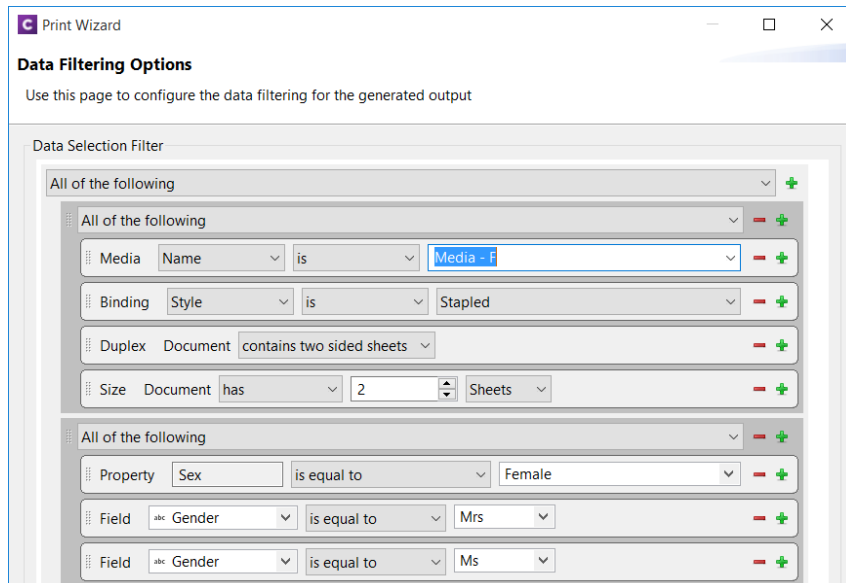 C Print Wizard
Data Filtering Options
Use this page to configure the data filtering for the generated output
Data Selection Filter
All of the following
All of the following
Media Name is Media - F
Binding Style is Stapled
Duplex Document contains two sided sheets
Size Document has 2 Sheets
All of the following
Property Sex is equal to Female
Field abc Gender is equal to Mrs
Field abc Gender is equal to Ms